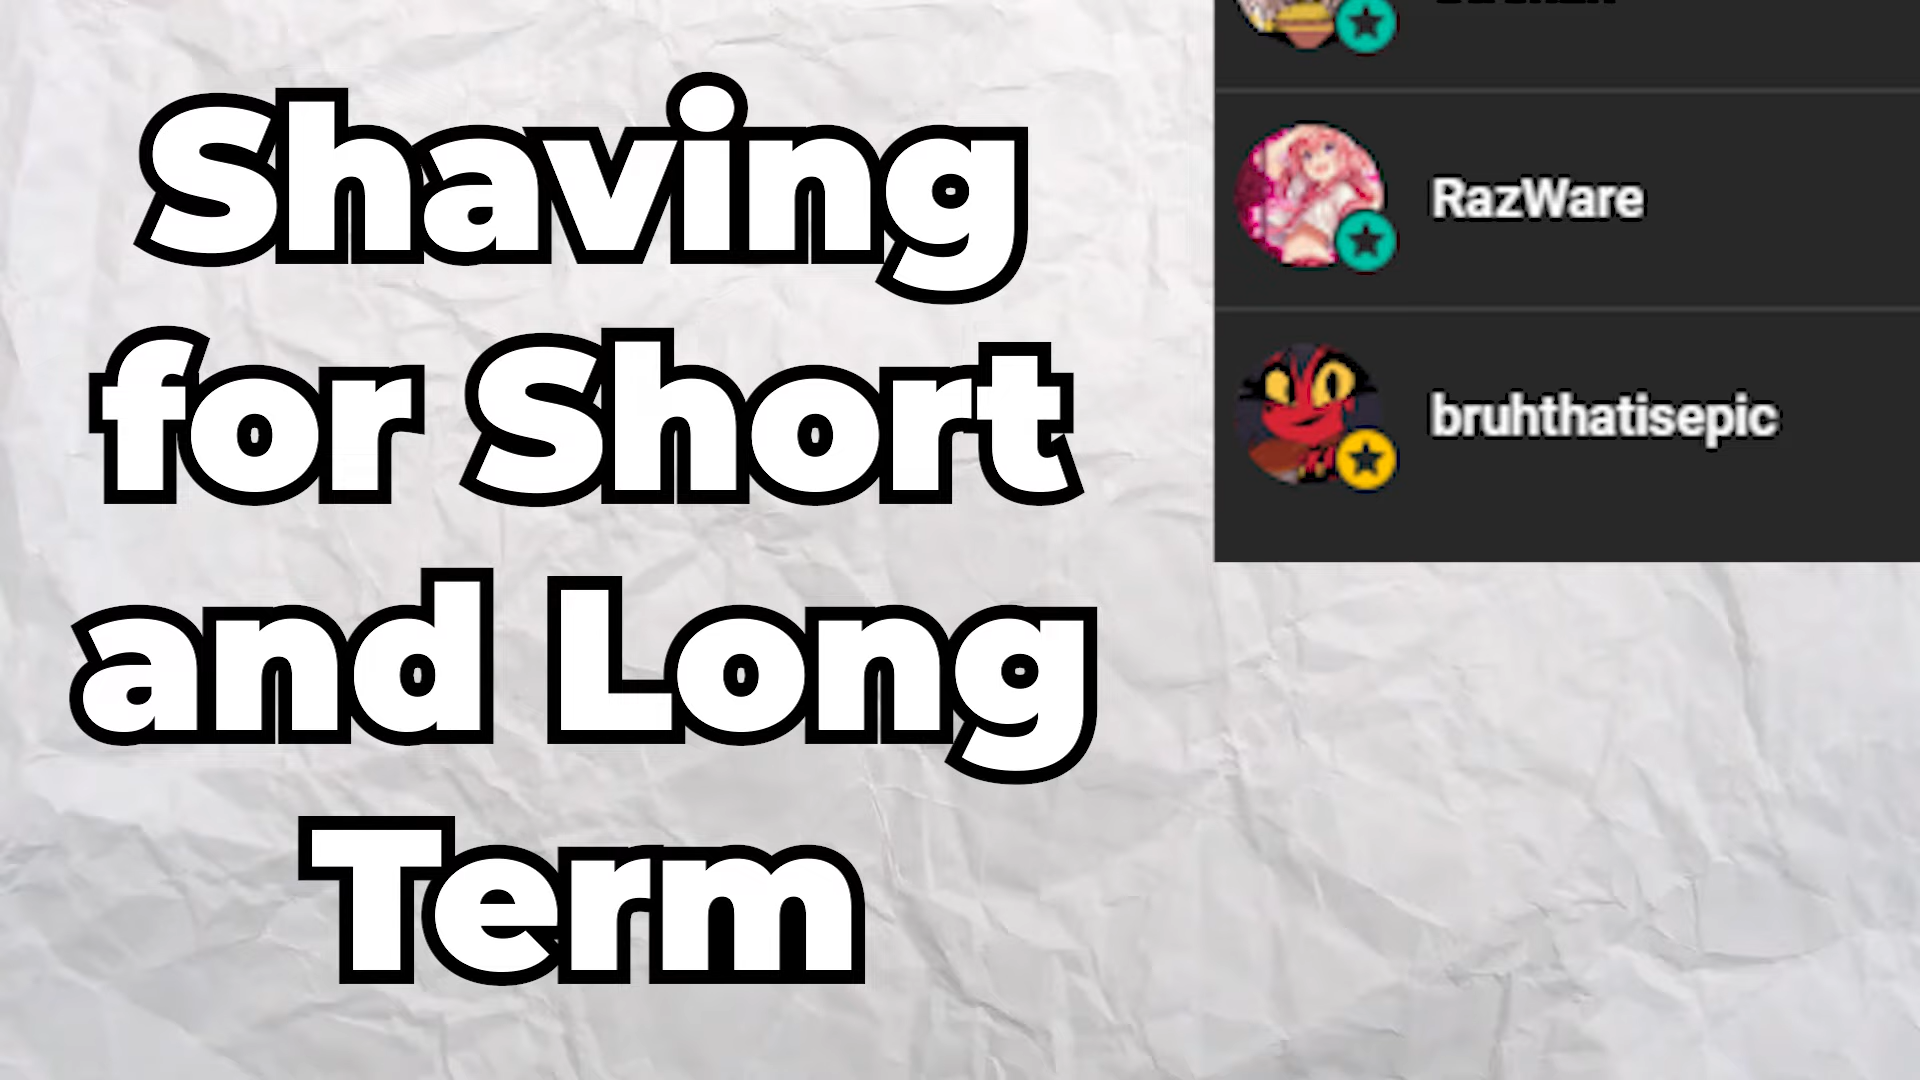 Shaving
for Short
and Long
Term
RazWare
bruhthatisepic